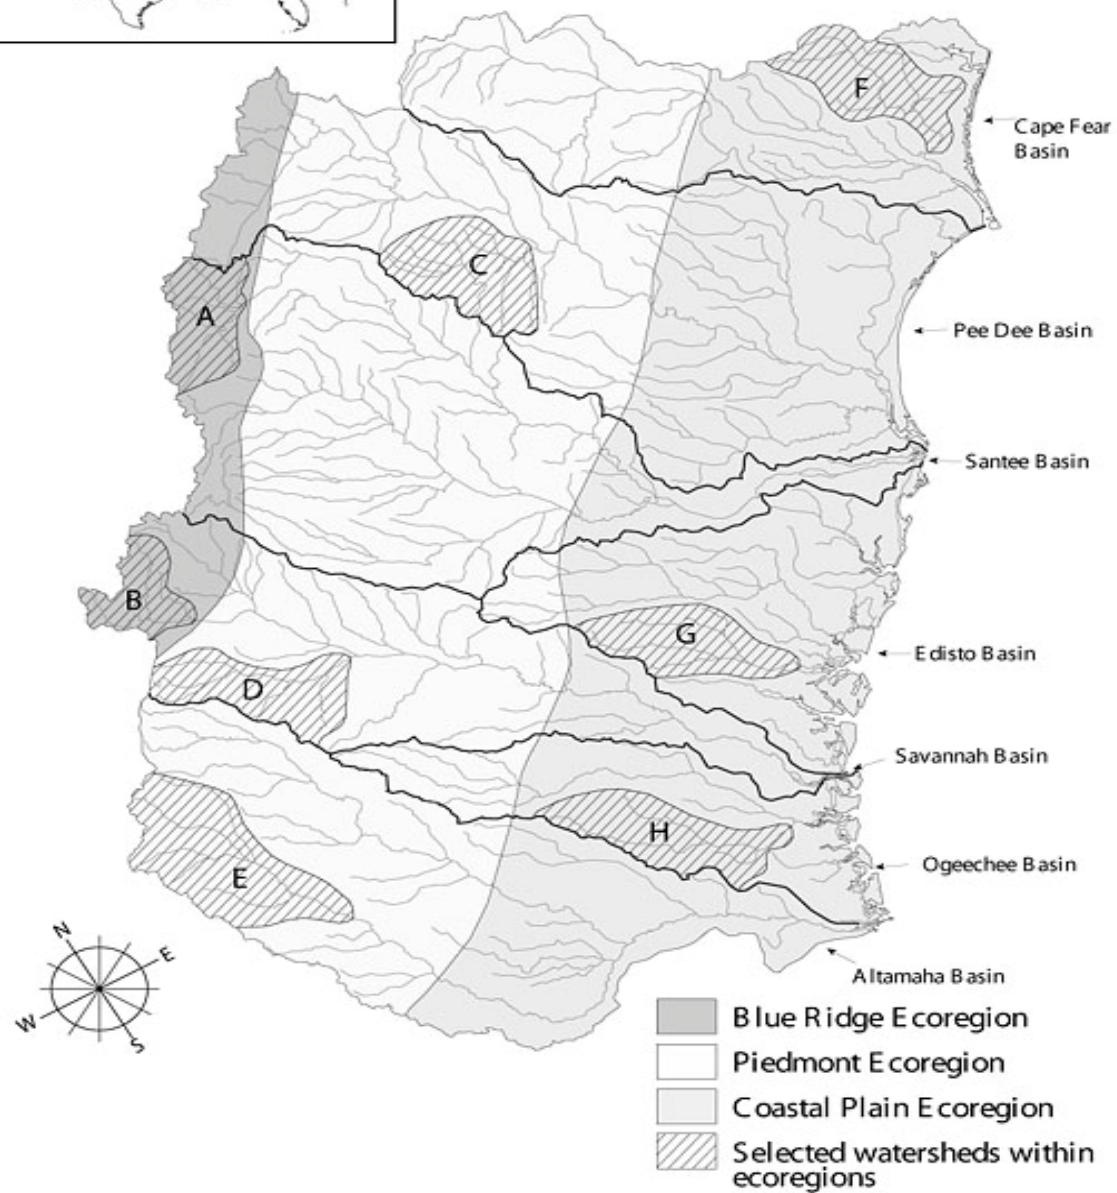 F
Cape Fear
Basin
C
A
Pee Dee Basin
Santee Basin
B
G
Edisto Basin
D
Savannah Basin
H
Ogeechee Basin
E
N
E
W
S
Altamaha Basin
Blue Ridge Ecoregion
Piedmont Ecoregion
Coastal Plain Ecoregion
Selected watersheds within
ecoregions